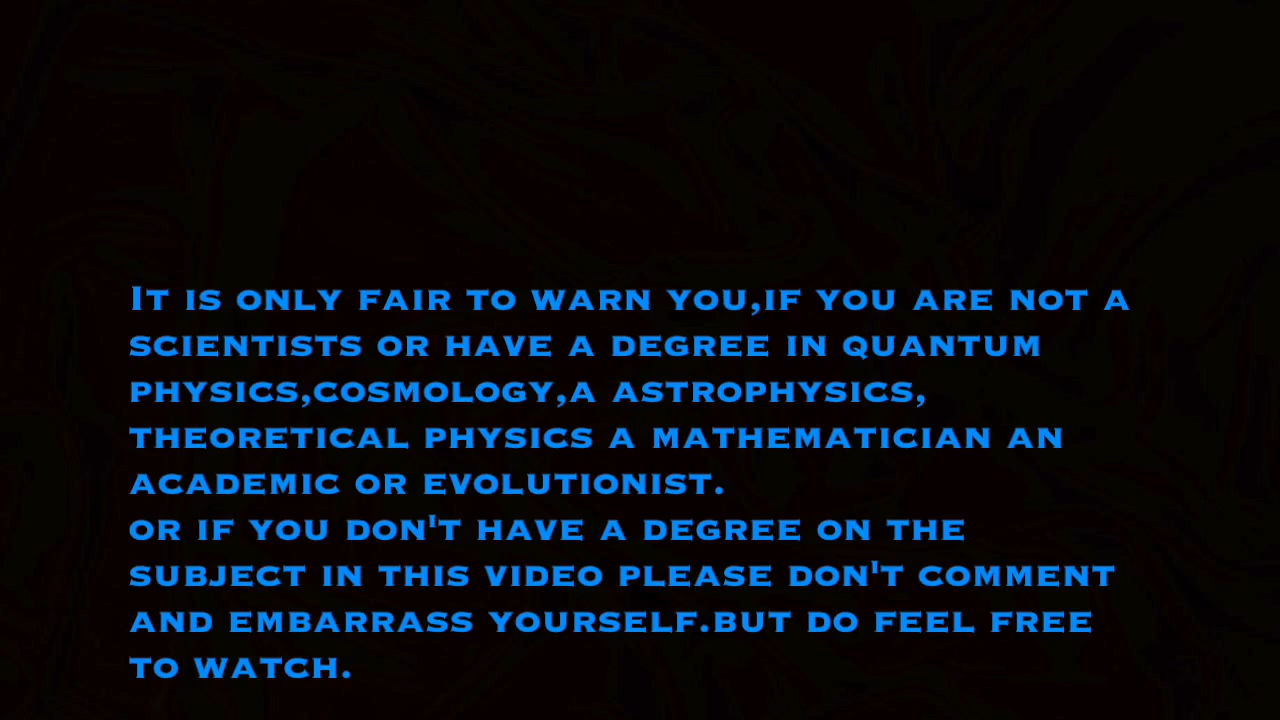 It is only fair to warn you,if you are not a
scientists or have a degree in quantum
physics,cosmology,a astrophysics,
theoretical physics a mathematician an
academic or evolutionist.
or if you don't have a degree on the
subject in this video please don't comment
and embarrass yourself.but do feel free
to watch.